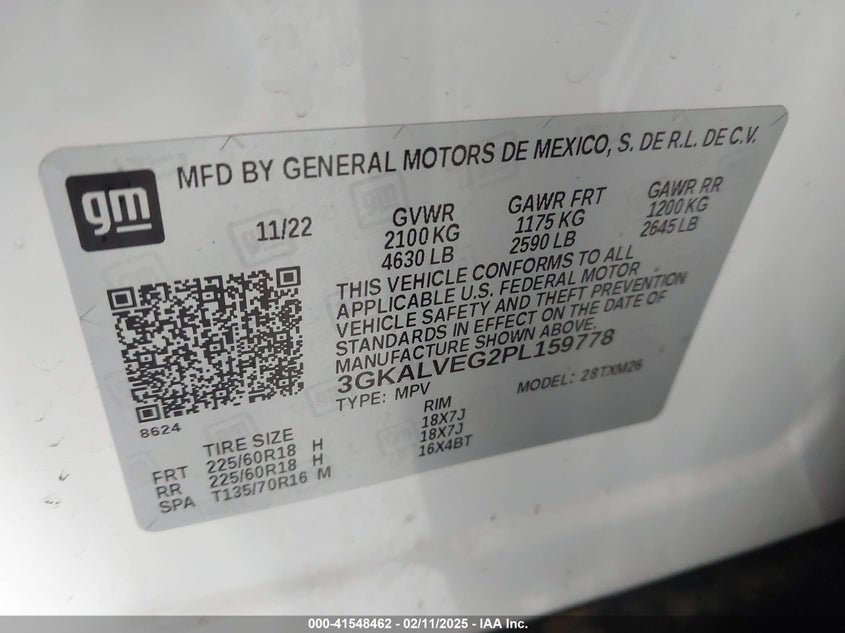 gm
MFD BY GENERAL MOTORS DE MEXICO, S. DE R.L. DE C.V.
11/22
GVWR
2100 KG
4630 LB
GAWR FRT
1175 KG
2590 LB
GAWR RR
1200 KG
2645 LB
THIS VEHICLE CONFORMS TO ALL
APPLICABLE U.S. FEDERAL MOTOR
VEHICLE SAFETY AND THEFT PREVENTION
STANDARDS IN EFFECT ON THE DATE OF
MANUFACTURE SHOWN ABOVE.
3GKALVEG2PL159778
TYPE: MPV
MODEL: 28TXM26
8624
TIRE SIZE
RIM
FRT 225/60R18 H 18X7J
RR 225/60R18 H 18X7J
SPA T135/70R16 M 16X4BT
000-41548462 - 02/11/2025 - IAA Inc.